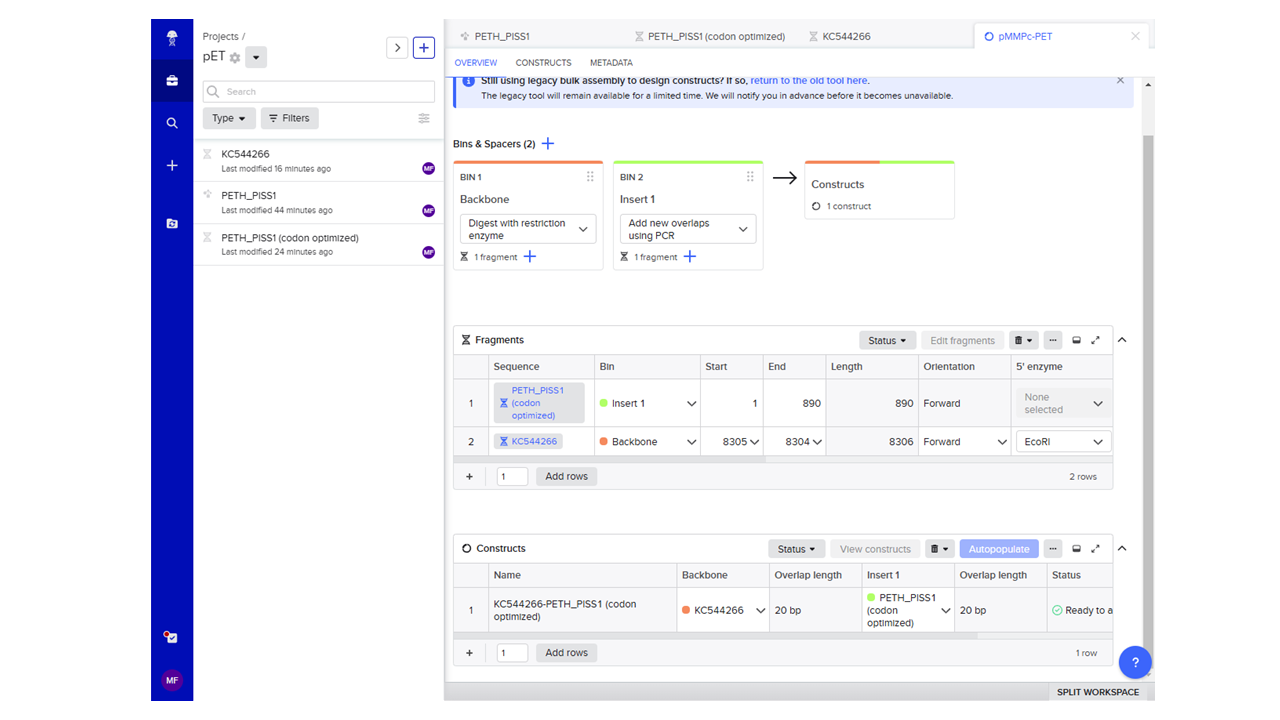 Projects /
pET
Search
Type
Filters
KC544266
Last modified 16 minutes ago
MF
PETH_PISS1
Last modified 44 minutes ago
MF
PETH_PISS1 (codon optimized)
Last modified 24 minutes ago
MF
MF
PETH_PISS1
PETH_PISS1 (codon optimized)
KC544266
pMMPc-PET
OVERVIEW
CONSTRUCTS
METADATA
Still using legacy bulk assembly to design constructs? If so, return to the old tool here.
The legacy tool will remain available for a limited time. We will notify you in advance before it becomes unavailable.
Bins & Spacers (2)
BIN 1
Backbone
Digest with restriction
enzyme
1 fragment
BIN 2
Insert 1
Add new overlaps
using PCR
1 fragment
Constructs
1 construct
Fragments
Status
Edit fragments
Sequence
Bin
Start
End
Length
Orientation
5' enzyme
1
PETH_PISS1
(codon
optimized)
Insert 1
1
890
890
Forward
None
selected
2
KC544266
Backbone
8305
8304
8306
Forward
EcoRI
1
Add rows
2 rows
Constructs
Status
View constructs
Autopopulate
Name
Backbone
Overlap length
Insert 1
Overlap length
Status
1
KC544266-PETH_PISS1 (codon
optimized)
KC544266
20 bp
PETH_PISS1
(codon
optimized)
20 bp
Ready to a
1
Add rows
1 row
?
SPLIT WORKSPACE